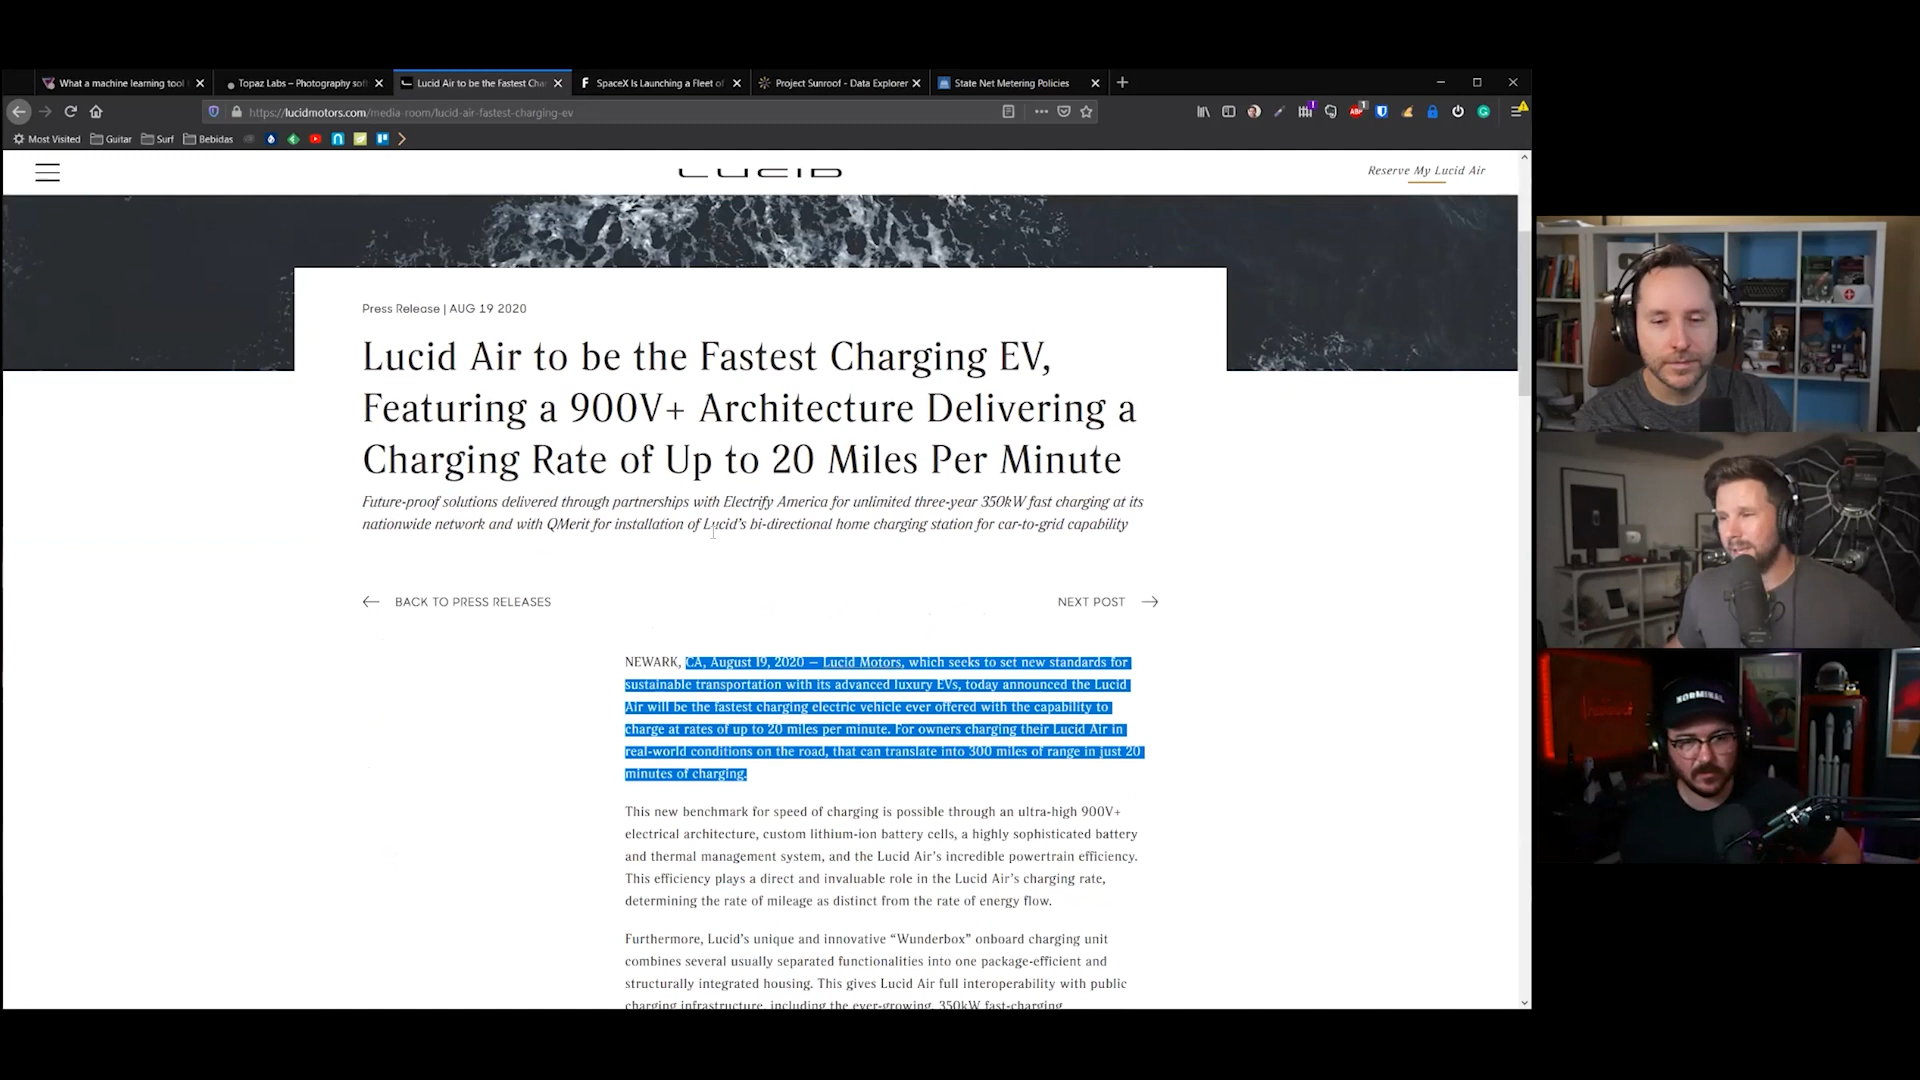 What a machine learning tool
Topaz Labs – Photography sof
Lucid Air to be the Fastest Cha
SpaceX Is Launching a Fleet of
Project Sunroof - Data Explorer
State Net Metering Policies
https://lucidmotors.com/media-room/lucid-air-fastest-charging-ev
Most Visited
Guitar
Surf
Bebidas
LUCID
Reserve My Lucid Air
Press Release | AUG 19 2020
Lucid Air to be the Fastest Charging EV,
Featuring a 900V+ Architecture Delivering a
Charging Rate of Up to 20 Miles Per Minute
Future-proof solutions delivered through partnerships with Electrify America for unlimited three-year 350kW fast charging at its
nationwide network and with QMerit for installation of Lucid's bi-directional home charging station for car-to-grid capability
BACK TO PRESS RELEASES
NEXT POST
NEWARK, CA, August 19, 2020 — Lucid Motors, which seeks to set new standards for
sustainable transportation with its advanced luxury EVs, today announced the Lucid
Air will be the fastest charging electric vehicle ever offered with the capability to
charge at rates of up to 20 miles per minute. For owners charging their Lucid Air in
real-world conditions on the road, that can translate into 300 miles of range in just 20
minutes of charging.
This new benchmark for speed of charging is possible through an ultra-high 900V+
electrical architecture, custom lithium-ion battery cells, a highly sophisticated battery
and thermal management system, and the Lucid Air's incredible powertrain efficiency.
This efficiency plays a direct and invaluable role in the Lucid Air's charging rate,
determining the rate of mileage as distinct from the rate of energy flow.
Furthermore, Lucid's unique and innovative “Wunderbox” onboard charging unit
combines several usually separated functionalities into one package-efficient and
structurally integrated housing. This gives Lucid Air full interoperability with public
charging infrastructure, including the ever-growing, 350kW fast-charging
NORMINAL